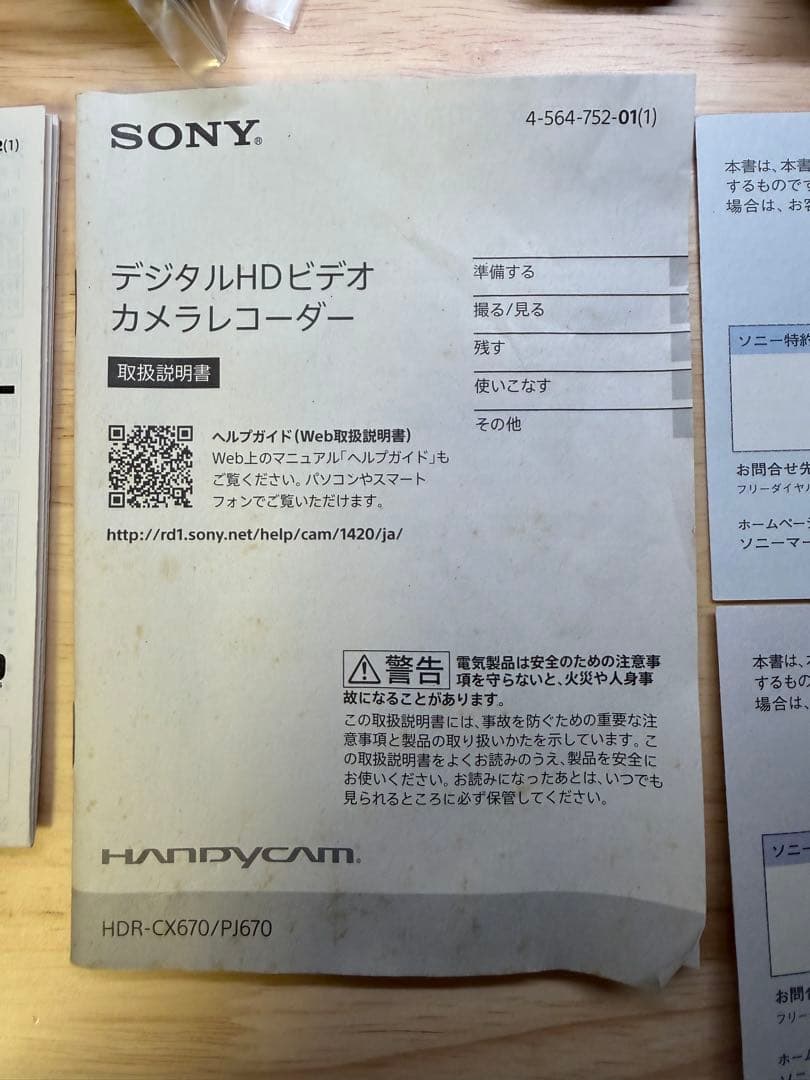 SONY®
4-564-752-01(1)
デジタルHDビデオ
カメラレコーダー
取扱説明書
準備する
撮る/見る
残す
使いこなす
その他
ヘルプガイド(Web取扱説明書)
Web上のマニュアル「ヘルプガイド」も
ご覧ください。パソコンやスマート
フォンでご覧いただけます。
http://rd1.sony.net/help/cam/1420/ja/
警告
電気製品は安全のための注意事
項を守らないと、火災や人身事
故になることがあります。
この取扱説明書には、事故を防ぐための重要な注
意事項と製品の取り扱いかたを示しています。こ
の取扱説明書をよくお読みのうえ、製品を安全に
お使いください。お読みになったあとは、いつでも
見られるところに必ず保管してください。
HANDYCAM®
HDR-CX670/PJ670
(1)
本書は、本書
するものです
場合は、お客
ソニー特約
お問合せ先
フリーダイヤル
ホームページ
ソニーマー
本書は、
するもの
場合は、
ソニー
お問
フリー
ホーム